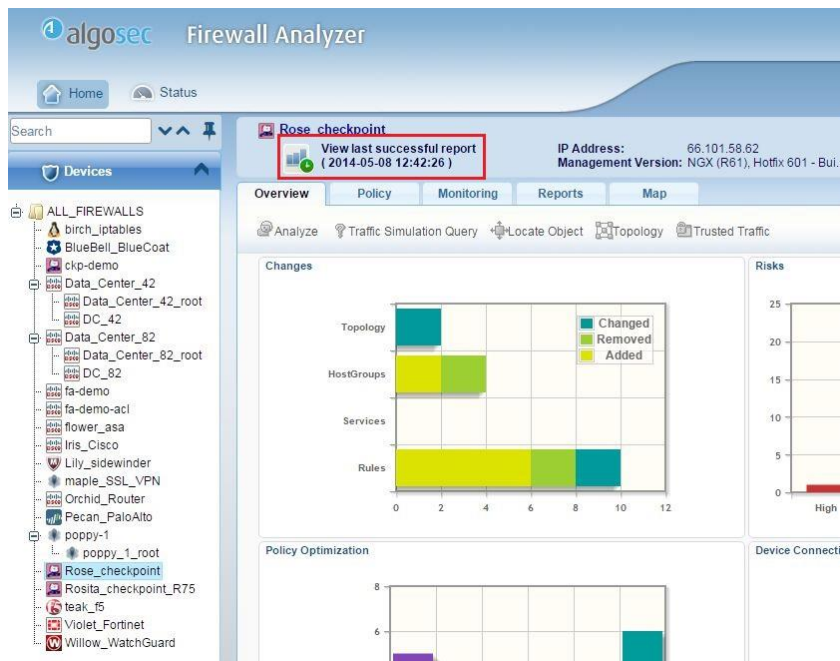 algosec Firewall Analyzer
Home Status
Search
Devices
ALL_FIREWALLS
birch_iptables
BlueBell_BlueCoat
ckp-demo
Data_Center_42
Data_Center_42_root
DC_42
Data_Center_82
Data_Center_82_root
DC_82
fa-demo
fa-demo-acl
flower_asa
Iris_Cisco
Lily_sidewinder
maple_SSL_VPN
Orchid_Router
Pecan_PaloAlto
poppy-1
poppy_1_root
Rose_checkpoint
Rosita_checkpoint_R75
teak_f5
Violet_Fortinet
Willow_WatchGuard
Rose_checkpoint
View last successful report
( 2014-05-08 12:42:26 )
IP Address: 66.101.58.62
Management Version: NGX (R61), Hotfix 601 - Bui.
Overview Policy Monitoring Reports Map
Analyze Traffic Simulation Query Locate Object Topology Trusted Traffic
Changes
Topology
HostGroups
Services
Rules
Changed
Removed
Added
0 2 4 6 8 10 12
Risks
25
20
15
10
5
0
High
Policy Optimization
8
6
Device Connecti